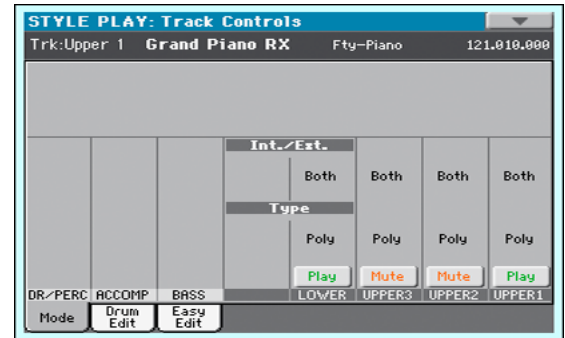 STYLE PLAY: Track Controls
Trk:Upper 1 Grand Piano RX Fty-Piano 121.010.000
Int./Ext.
Both Both Both Both
Type
Poly Poly Poly Poly
Play Mute Mute Play
DR/PERC ACCOMP BASS LOWER UPPER3 UPPER2 UPPER1
Mode Drum Edit Easy Edit